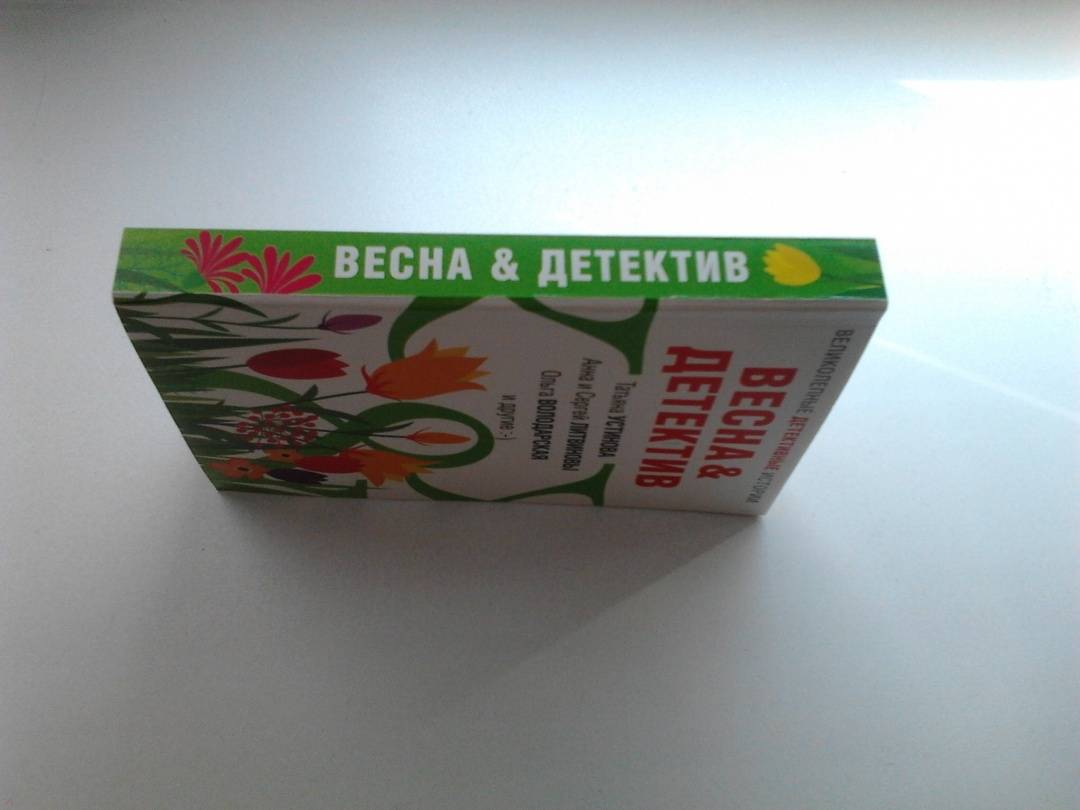 ВЕСНА & ДЕТЕКТИВ
ВЕЛИКОЛЕПНЫЕ ДЕТЕКТИВНЫЕ ИСТОРИИ
ВЕСНА &
ДЕТЕКТИВ
Татьяна УСТИНОВА
Анна и Сергей ЛИТВИНОВЫ
Ольга ВОЛОДАРСКАЯ
и другие :-)